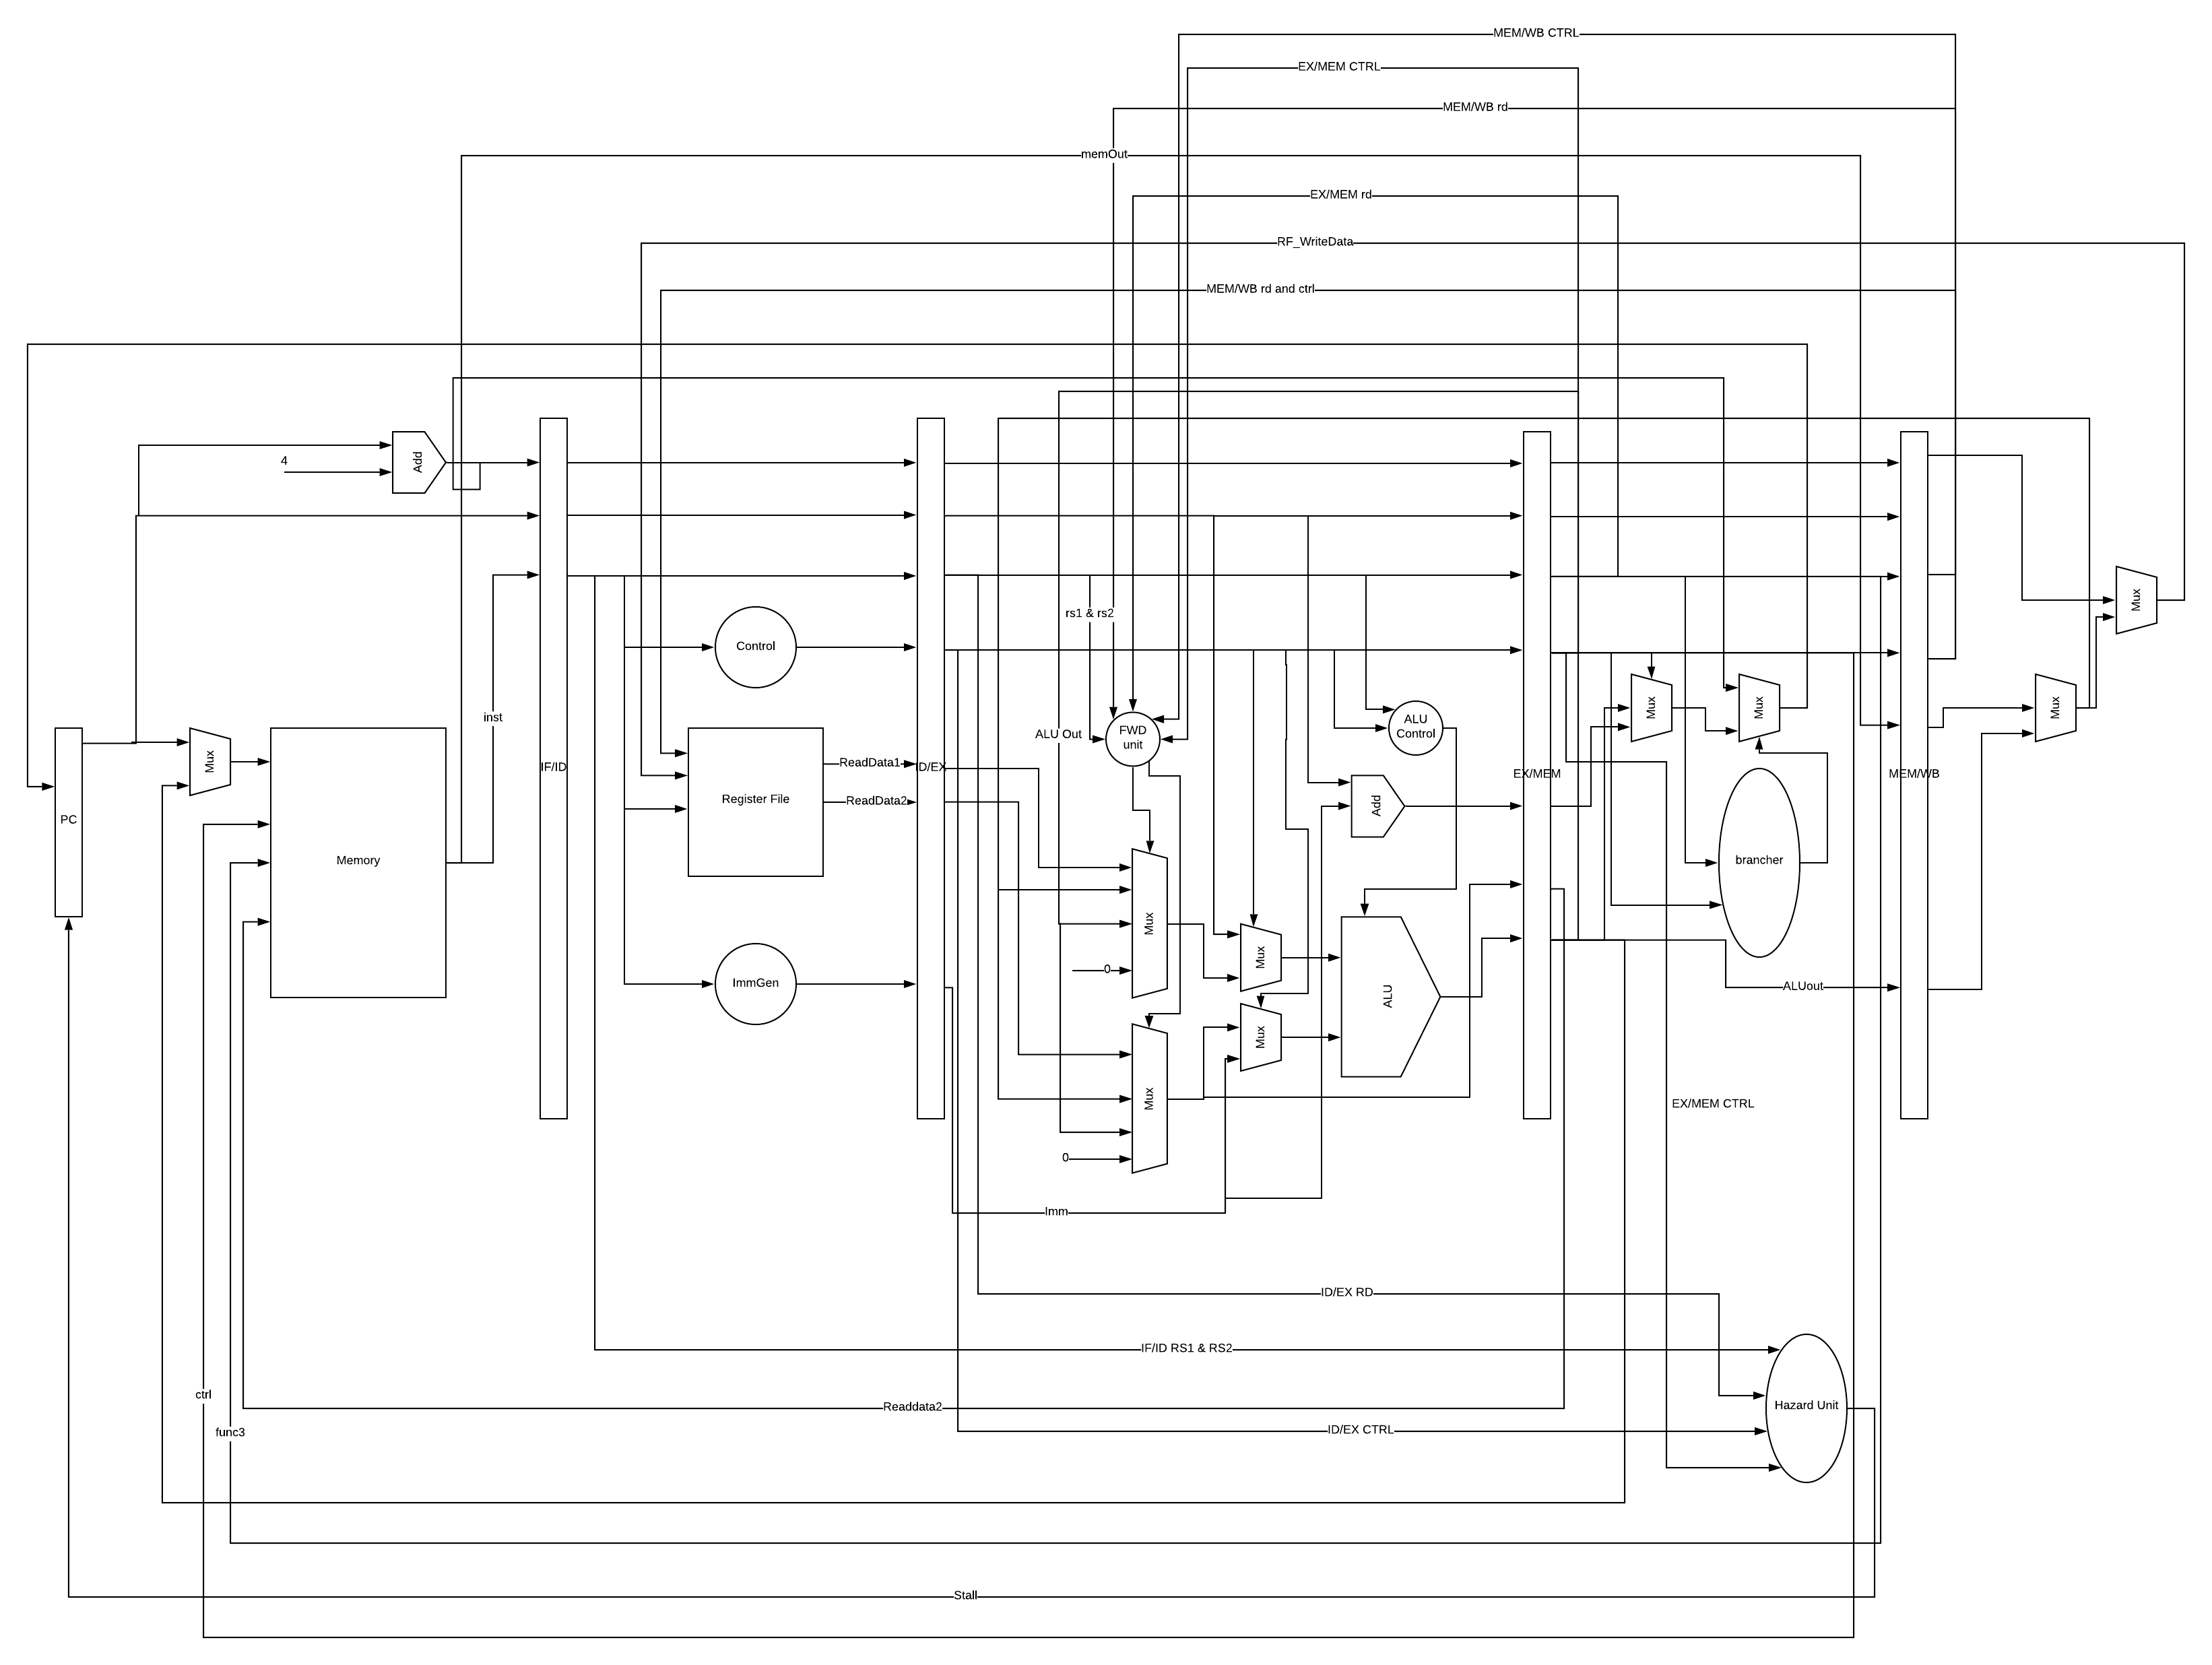 MEM/WB CTRL
EX/MEM CTRL
MEM/WB rd
memOut
EX/MEM rd
RF_WriteData
MEM/WB rd and ctrl
4
Add
Mux
rs1 & rs2
Control
Mux
Mux
Mux
inst
ALU Out
FWD
unit
ALU
Control
Mux
IF/ID
ReadData1
ID/EX
EX/MEM
MEM/WB
PC
Register File
ReadData2
Add
Memory
brancher
Mux
Mux
0
ImmGen
ALU
ALUout
Mux
Mux
EX/MEM CTRL
0
Imm
ID/EX RD
IF/ID RS1 & RS2
ctrl
Readdata2
Hazard Unit
func3
ID/EX CTRL
Stall